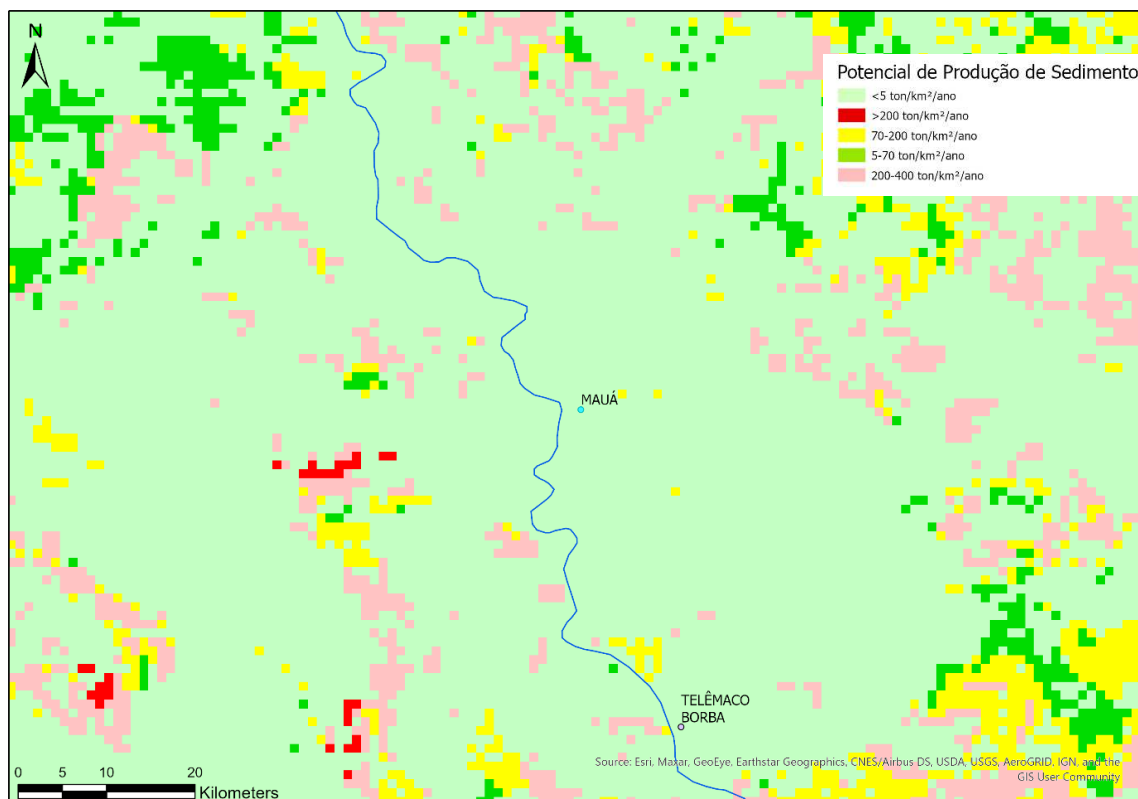 N
Potencial de Produção de Sedimento
<5 ton/km²/ano
>200 ton/km²/ano
70-200 ton/km²/ano
5-70 ton/km²/ano
200-400 ton/km²/ano
MAUÁ
TELÊMACO
BORBA
Source: Esri, Maxar, GeoEye, Earthstar Geographics, CNES/Airbus DS, USDA, USGS, AeroGRID, IGN, and the
GIS User Community
0 5 10 20
Kilometers